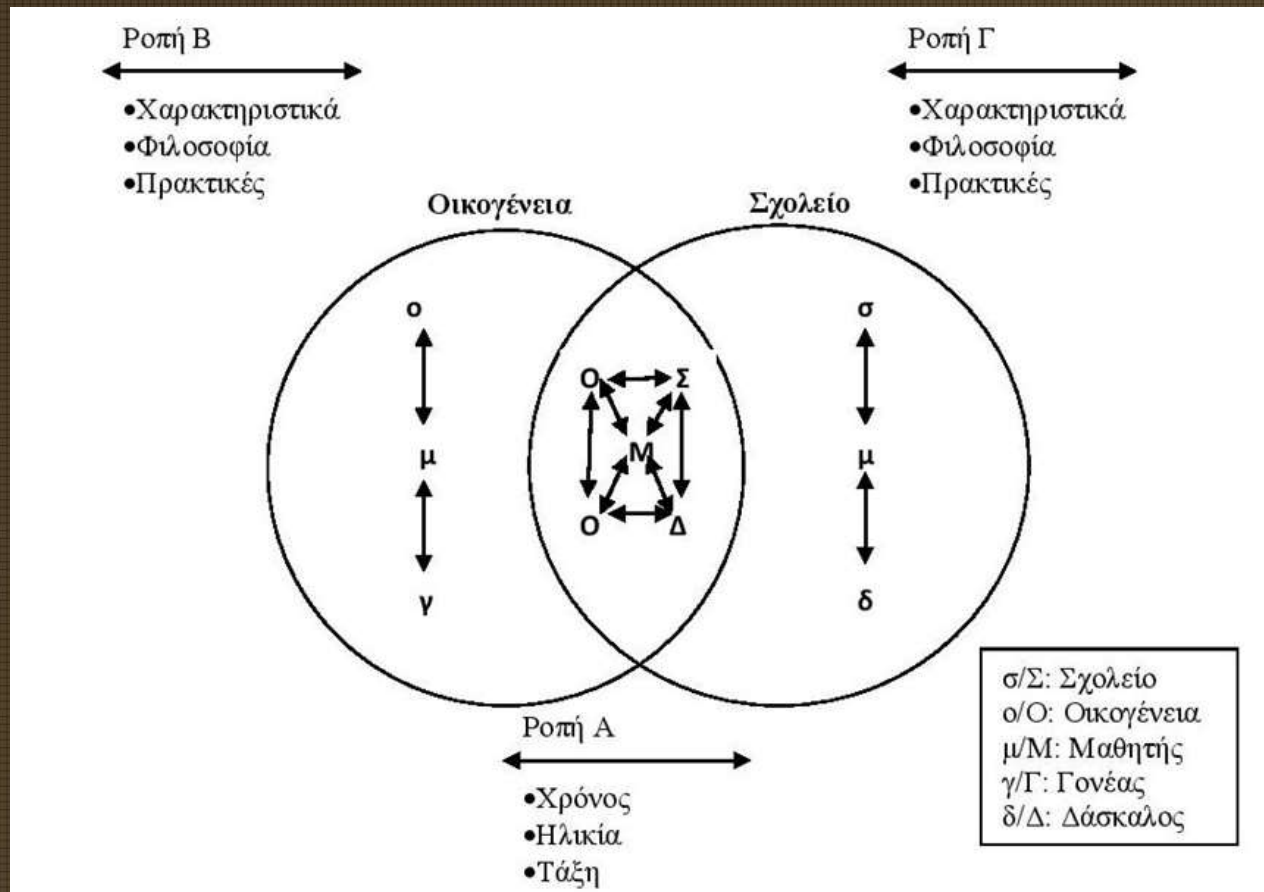 Ροπή Β
•Χαρακτηριστικά
•Φιλοσοφία
•Πρακτικές
Ροπή Γ
•Χαρακτηριστικά
•Φιλοσοφία
•Πρακτικές
Οικογένεια
Σχολείο
ο
μ
γ
Ο Σ
Μ
Ο Δ
σ
μ
δ
Ροπή Α
•Χρόνος
•Ηλικία
•Τάξη
σ/Σ: Σχολείο
ο/Ο: Οικογένεια
μ/Μ: Μαθητής
γ/Γ: Γονέας
δ/Δ: Δάσκαλος